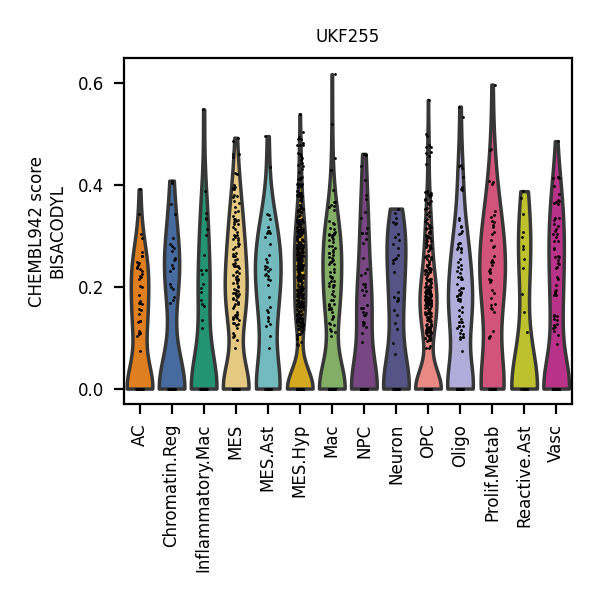 UKF255
CHEMBL942 score
BISACODYL
0.6
0.4
0.2
0.0
AC
Chromatin.Reg
Inflammatory.Mac
MES
MES.Ast
MES.Hyp
Mac
NPC
Neuron
OPC
Oligo
Prolif.Metab
Reactive.Ast
Vasc